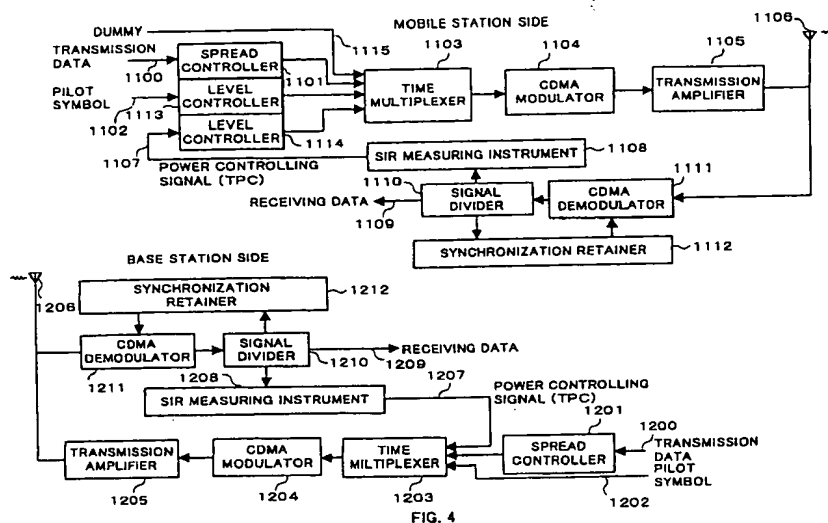 MOBILE STATION SIDE
1106
DUMMY
1115
1103
1104
1105
TRANSMISSION
DATA
1100
SPREAD
CONTROLLER
1101
TIME
MULTIPLEXER
CDMA
MODULATOR
TRANSMISSION
AMPLIFIER
PILOT
SYMBOL
1102
1113
LEVEL
CONTROLLER
LEVEL
CONTROLLER
1114
1107
POWER CONTROLLING
SIGNAL (TPC)
SIR MEASURING INSTRUMENT
1108
1110
1111
RECEIVING DATA
1109
SIGNAL
DIVIDER
CDMA
DEMODULATOR
SYNCHRONIZATION RETAINER
1112
BASE STATION SIDE
1206
SYNCHRONIZATION
RETAINER
1212
CDMA
DEMODULATOR
1211
SIGNAL
DIVIDER
1210
1209
RECEIVING DATA
1208
SIR MEASURING INSTRUMENT
1207
POWER CONTROLLING
SIGNAL (TPC)
1201
1200
TRANSMISSION
AMPLIFIER
1205
CDMA
MODULATOR
1204
TIME
MILTIPLEXER
1203
SPREAD
CONTROLLER
TRANSMISSION
DATA
PILOT
SYMBOL
1202
FIG. 4